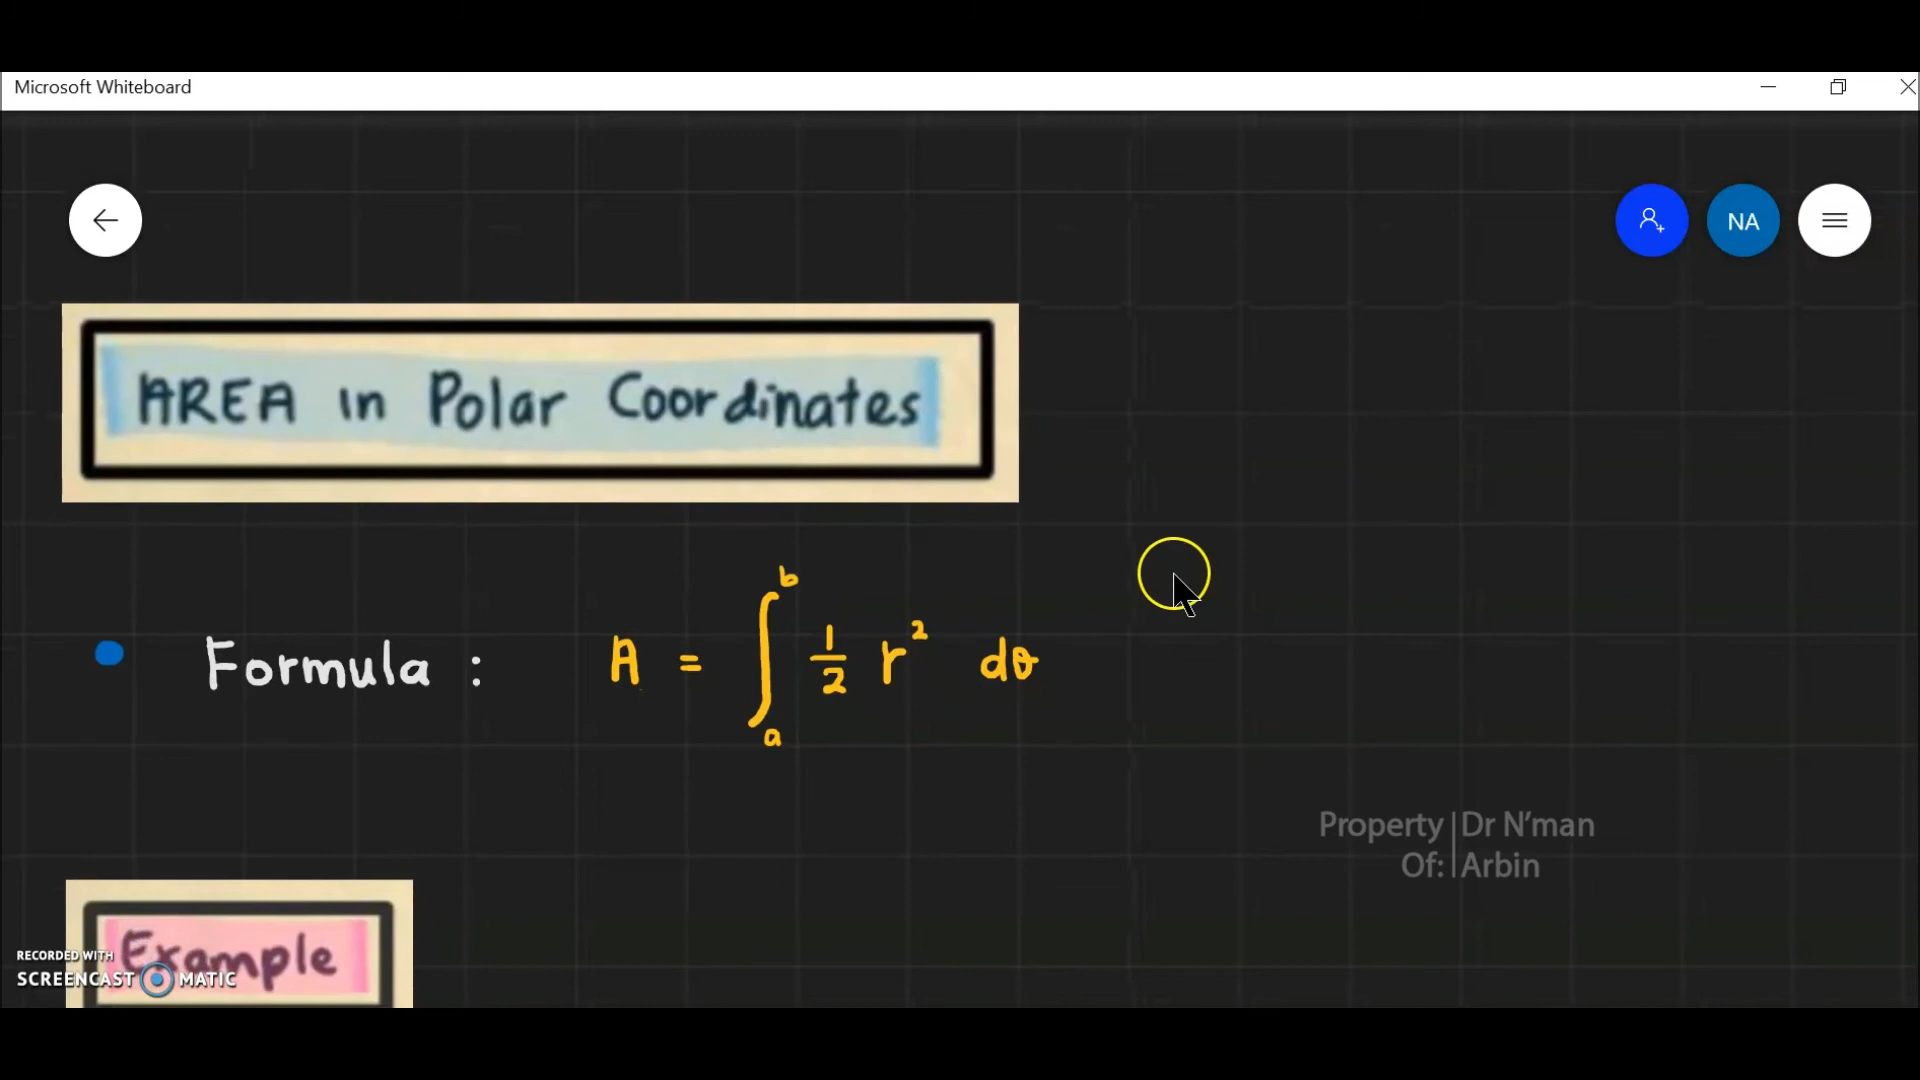 Microsoft Whiteboard
NA
AREA in Polar Coordinates
Formula : A = ∫_a^b 1/2 r² dθ
Property Of: | Dr N'man Arbin
Example
RECORDED WITH
SCREENCAST MATIC